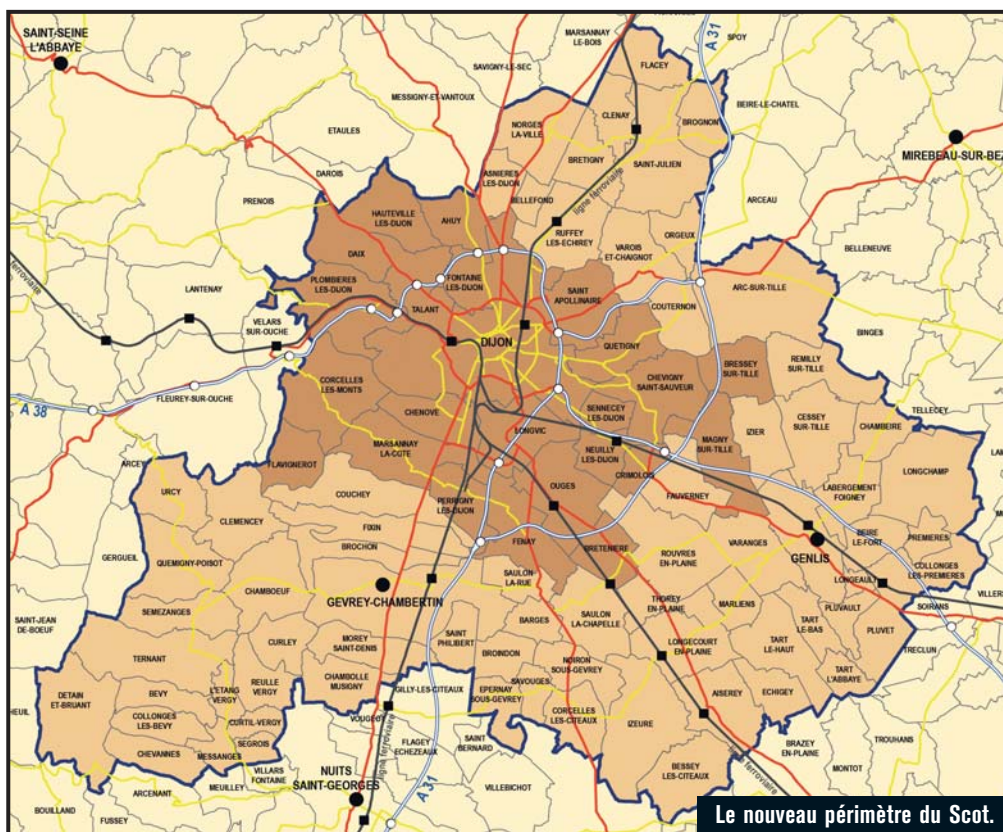 SAINT-SEINE
L'ABBAYE
MARSANNAY
LE-BOIS
A 31
SPOY
FLACEY
SAVIGNY-LE-SEC
MESSIGNY-ET-VANTOUX
BEIRE-LE-CHATEL
CLENAY
BROGNON
NORGES
LA-VILLE
ETAULES
MIREBEAU-SUR-BEZ
BRETIGNY
SAINT-JULIEN
DAROIS
ASNIERES
LES-DIJON
BELLEFOND
ligne ferroviaire
PRENOIS
ARCEAU
HAUTEVILLE
LES-DIJON
AHUY
RUFFEY
LES-ECHIREY
ORGEUX
VAROIS
ET-CHAIGNOT
BELLENEUVE
DAIX
ferroviaire
FONTAINE
LES-DIJON
PLOMBIERES
LES-DIJON
LANTENAY
SAINT
APOLLINAIRE
ARC-SUR-TILLE
COUTERNON
TALANT
VELARS
SUR-OUCHE
BINGES
DIJON
QUETIGNY
BRESSEY
SUR-TILLE
REMILLY
SUR-TILLE
CORCELLES
LES-MONTS
CHEVIGNY
SAINT-SAUVEUR
A 38
FLEUREY-SUR-OUCHE
CHENOVE
SENNECEY
LES-DIJON
TELLECEY
CESSEY
SUR-TILLE
CHAMBEIRE
LONGVIC
IZIER
MARSANNAY
LA-COTE
NEUILLY
LES-DIJON
MAGNY
SUR-TILLE
ARCEY
FLAVIGNEROT
CRIMOLOIS
LONGCHAMP
URCY
COUCHEY
PERRIGNY
LES-DIJON
OUGES
FAUVERNEY
LABERGEMENT
FOIGNEY
CLEMENCEY
FIXIN
BEIRE
LE-FORT
PREMIERES
BROCHON
FENAY
BRETENIERE
VARANGES
GENLIS
GERGUEIL
QUEMIGNY-POISOT
ROUVRES
EN-PLAINE
COLLONGES
LES-PREMIERES
SAULON
LA-RUE
LONGEAULT
CHAMBOEUF
GEVREY-CHAMBERTIN
VILLERS
SOIRANS
SEMEZANGES
SAULON
LA-CHAPELLE
THOREY
EN-PLAINE
MARLIENS
PLUVAULT
SAINT-JEAN
DE-BOEUF
BARGES
TART
LE-BAS
PLUVET
CURLEY
MOREY
SAINT-DENIS
SAINT
PHILIBERT
LONGECOURT
EN-PLAINE
TART
LE-HAUT
TRECLUN
TERNANT
BROINDON
NOIRON
SOUS-GEVREY
REULLE
VERGY
CHAMBOLLE
MUSIGNY
TART
L'ABBAYE
DETAIN
ET-BRUANT
BEVY
L'ETANG
VERGY
GILLY-LES-CITEAUX
EPERNAY
SOUS-GEVREY
SAVOUGES
AISEREY
ECHIGEY
COLLONGES
LES-BEVY
CURTIL-VERGY
CORCELLES
LES-CITEAUX
VOUGEOT
IZEURE
SEGROIS
CHEVANNES
MESSANGES
ligne ferroviaire
FLAGEY
ECHEZEAUX
SAINT
BERNARD
BRAZEY
EN-PLAINE
TROUHANS
VILLARS
FONTAINE
NUITS
SAINT-GEORGES
BESSEY
LES-CITEAUX
ligne ferroviaire
MONTOT
ARCENANT
MEUILLEY
VILLEBICHOT
A 31
BOUILLAND
FUSSEY
Le nouveau périmètre du Scot.